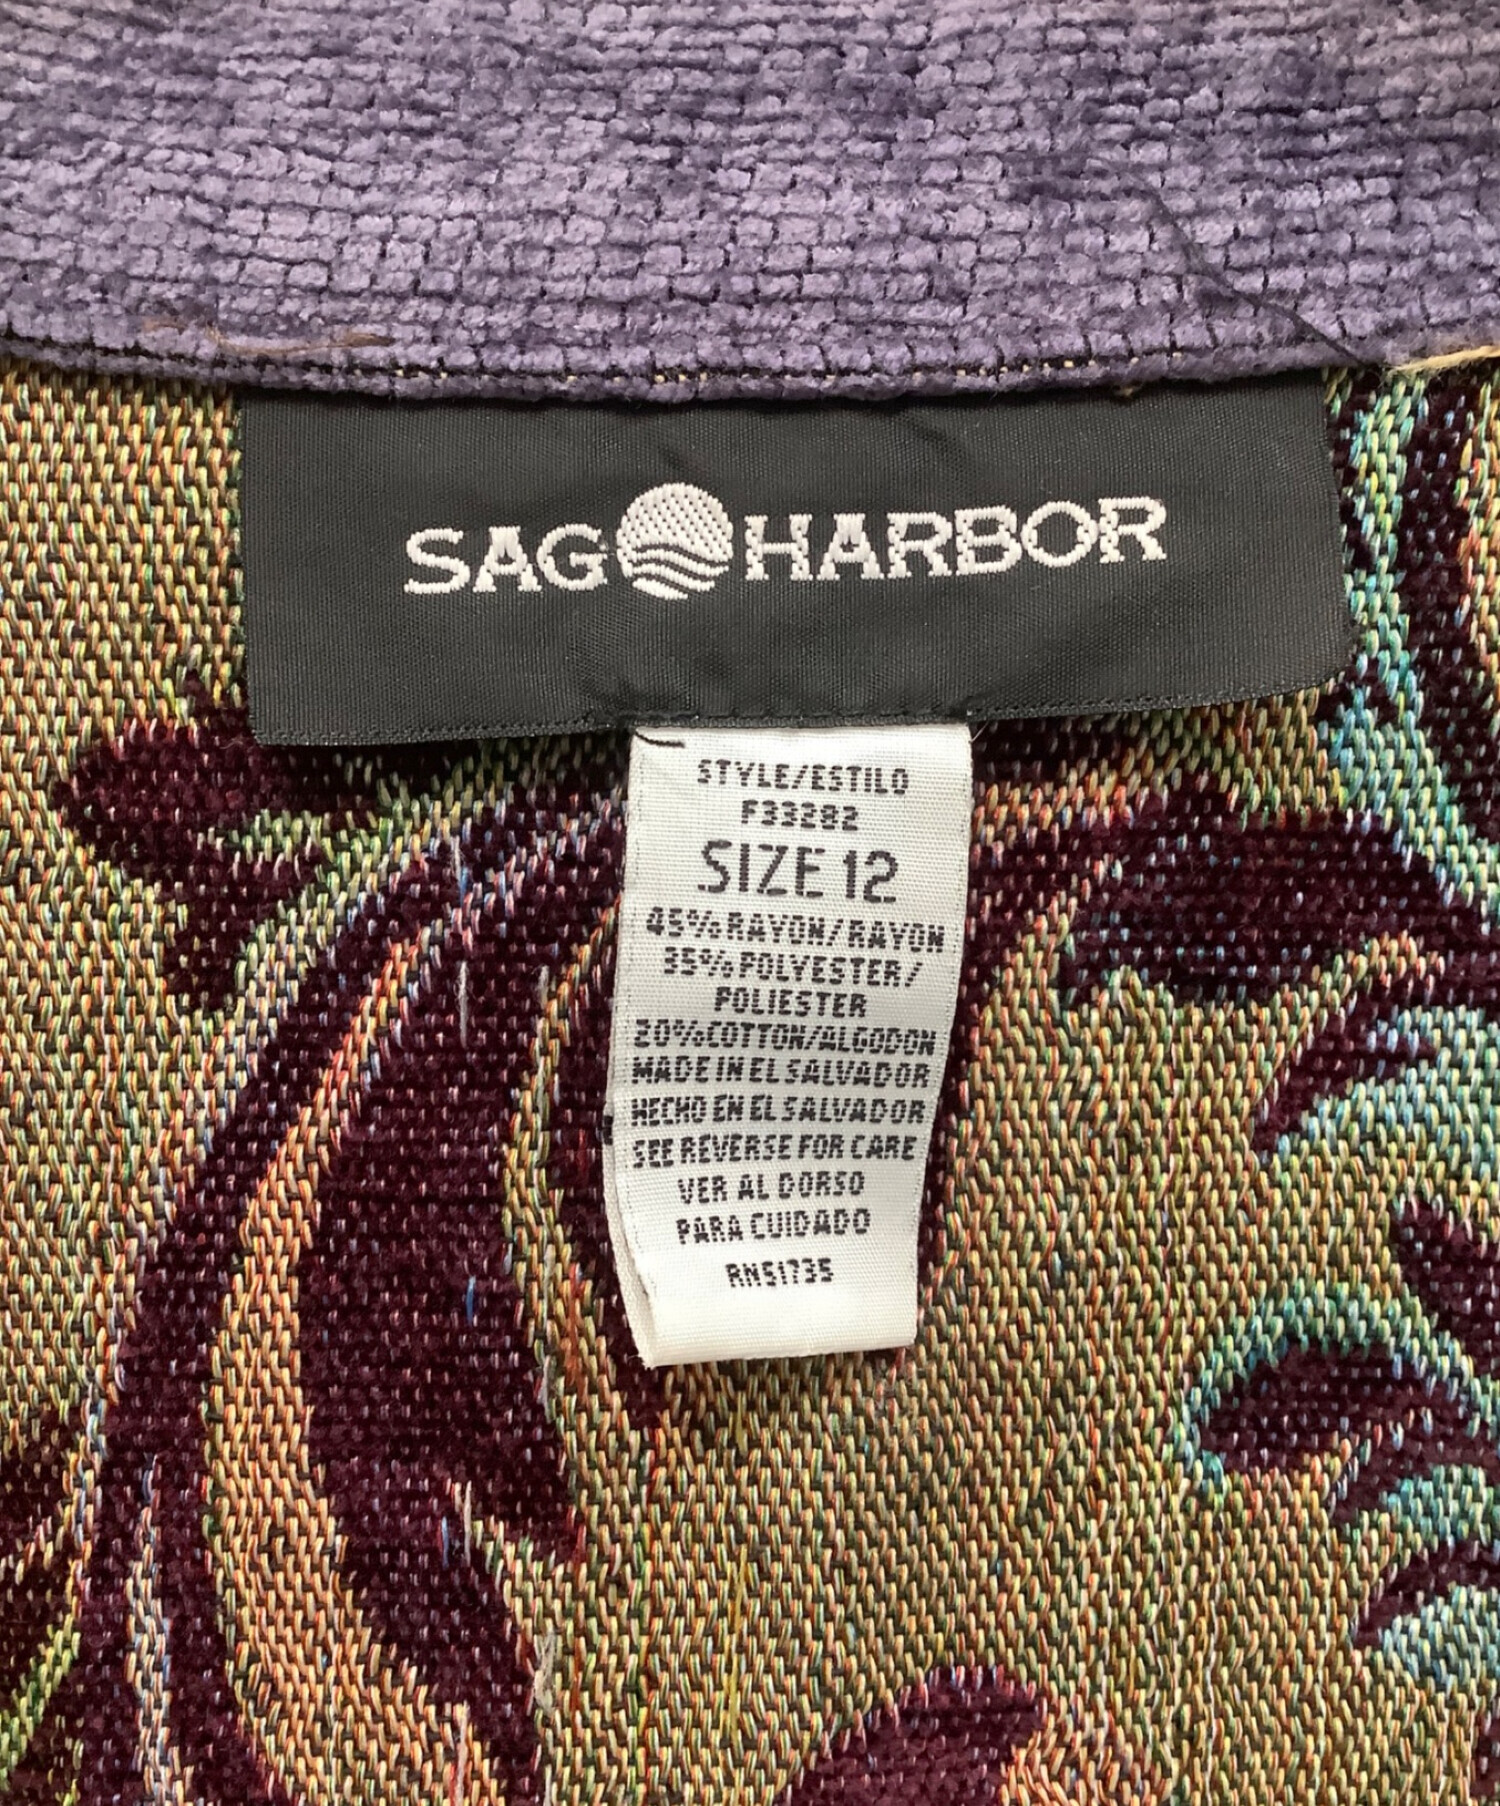 SAG HARBOR
STYLE/ESTILO
F33282
SIZE 12
45% RAYON/RAYON
35% POLYESTER/
POLIESTER
20% COTTON/ALGODON
MADE IN EL SALVADOR
HECHO EN EL SALVADOR
SEE REVERSE FOR CARE
VER AL DORSO
PARA CUIDADO
RN51735